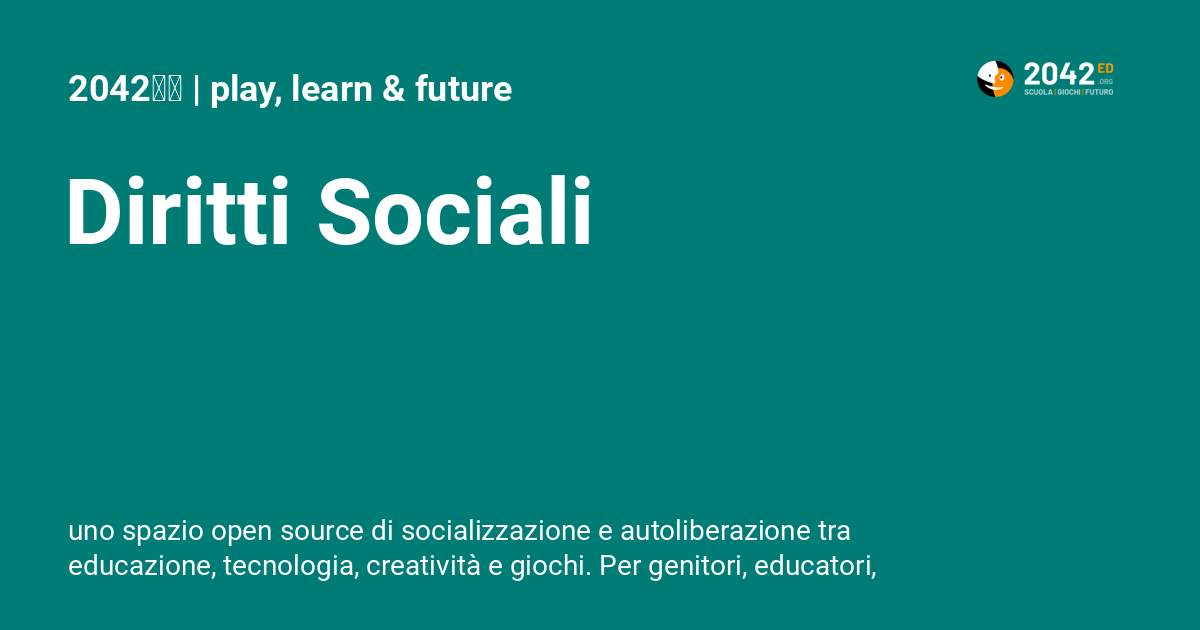 2042 | play, learn & future
2042 ED
.ORG
SCUOLA | GIOCHI | FUTURO
Diritti Sociali
uno spazio open source di socializzazione e autoliberazione tra
educazione, tecnologia, creatività e giochi. Per genitori, educatori,